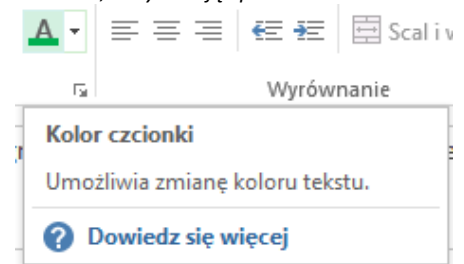 A
Scal i w
Wyrównanie
Kolor czcionki
Umożliwia zmianę koloru tekstu.
? Dowiedz się więcej